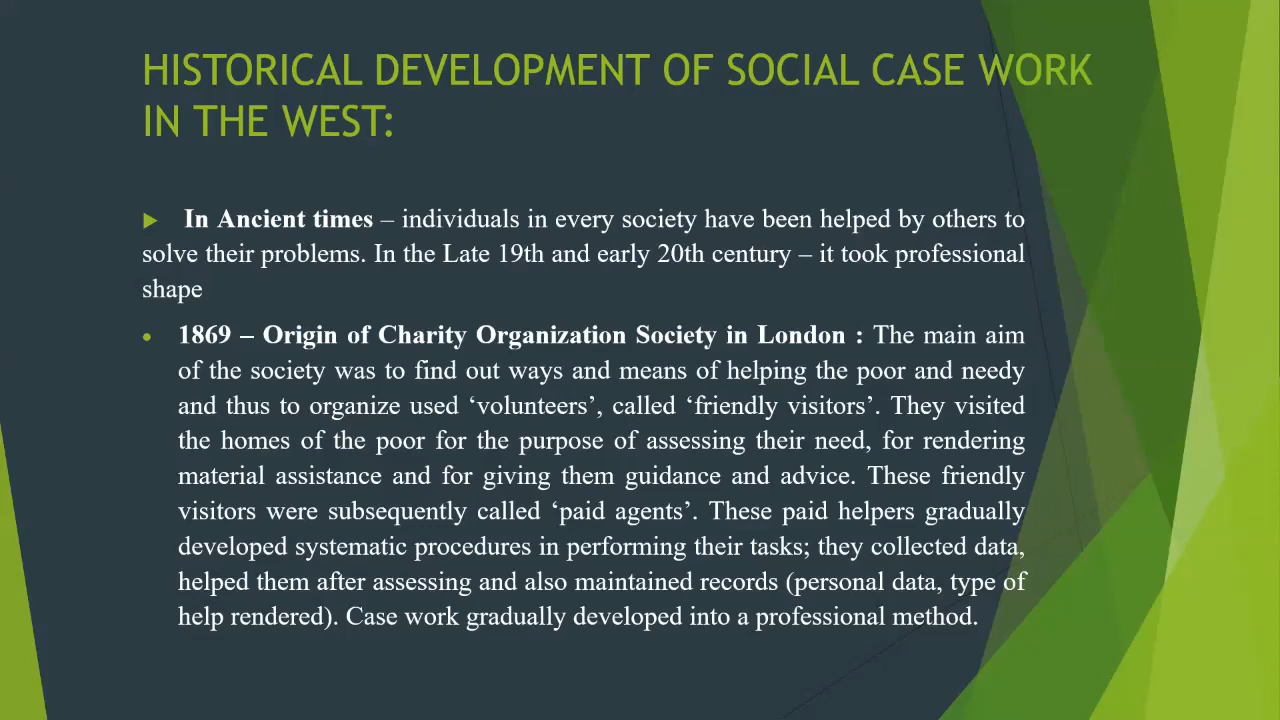 HISTORICAL DEVELOPMENT OF SOCIAL CASE WORK
IN THE WEST:
In Ancient times – individuals in every society have been helped by others to
solve their problems. In the Late 19th and early 20th century – it took professional
shape
1869 – Origin of Charity Organization Society in London : The main aim
of the society was to find out ways and means of helping the poor and needy
and thus to organize used ‘volunteers’, called ‘friendly visitors’. They visited
the homes of the poor for the purpose of assessing their need, for rendering
material assistance and for giving them guidance and advice. These friendly
visitors were subsequently called ‘paid agents’. These paid helpers gradually
developed systematic procedures in performing their tasks; they collected data,
helped them after assessing and also maintained records (personal data, type of
help rendered). Case work gradually developed into a professional method.